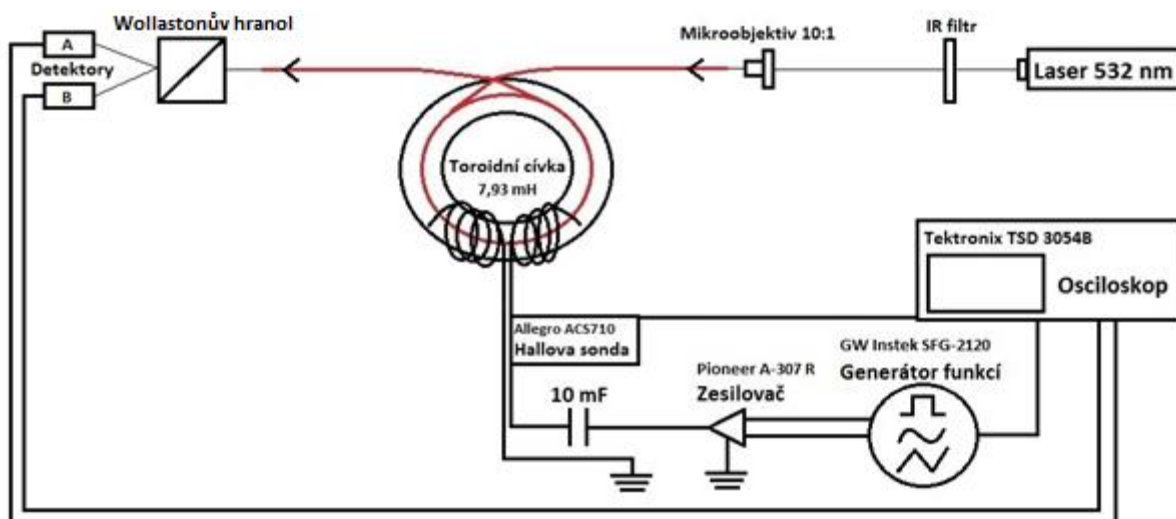 Wollastonův hranol
A
Detektory
B
Mikroobjektiv 10:1
IR filtr
Laser 532 nm
Toroidní cívka
7,93 mH
Tektronix TSD 3054B
Osciloskop
Allegro ACS710
Hallova sonda
GW Instek SFG-2120
Generátor funkcí
Pioneer A-307 R
Zesilovač
10 mF